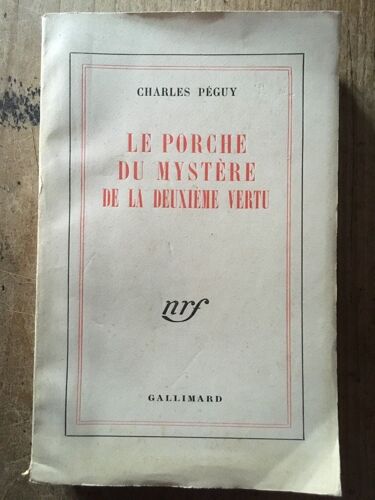 CHARLES PÉGUY
LE PORCHE
DU MYSTÈRE
DE LA DEUXIÈME VERTU
nrf
GALLIMARD